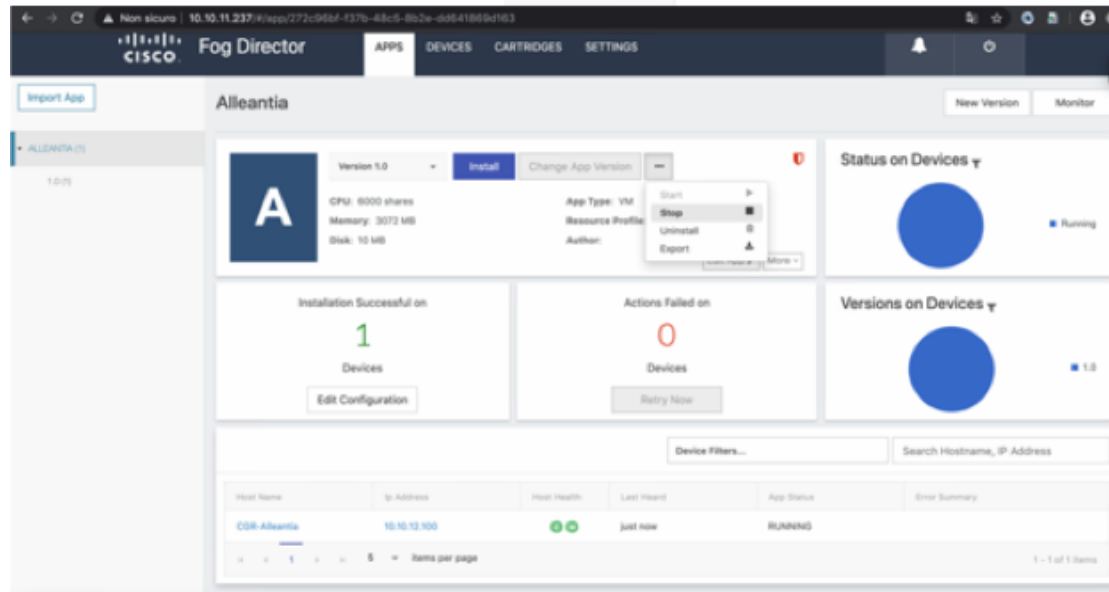 Non sicuro 10.10.11.237/#/app/272c96bf-f37b-48c5-8b2e-dd641869d163
CISCO
Fog Director
APPS
DEVICES
CARTRIDGES
SETTINGS
Import App
Alleantia
New Version
Monitor
ALLEANTIA (1)
1.0 (1)
A
Version 1.0
Install
Change App Version
Start
Stop
Uninstall
Export
CPU: 6000 shares
Memory: 3072 MB
Disk: 10 MB
App Type: VM
Resource Profile
Author:
More
Status on Devices
Running
Installation Successful on
1
Devices
Edit Configuration
Actions Failed on
0
Devices
Retry Now
Versions on Devices
1.0
Device Filters...
Search Hostname, IP Address
Host Name
Ip Address
Host Health
Last Heard
App Status
Error Summary
CGR-Alleantia
10.10.12.100
just now
RUNNING
1
5
items per page
1 - 1 of 1 items